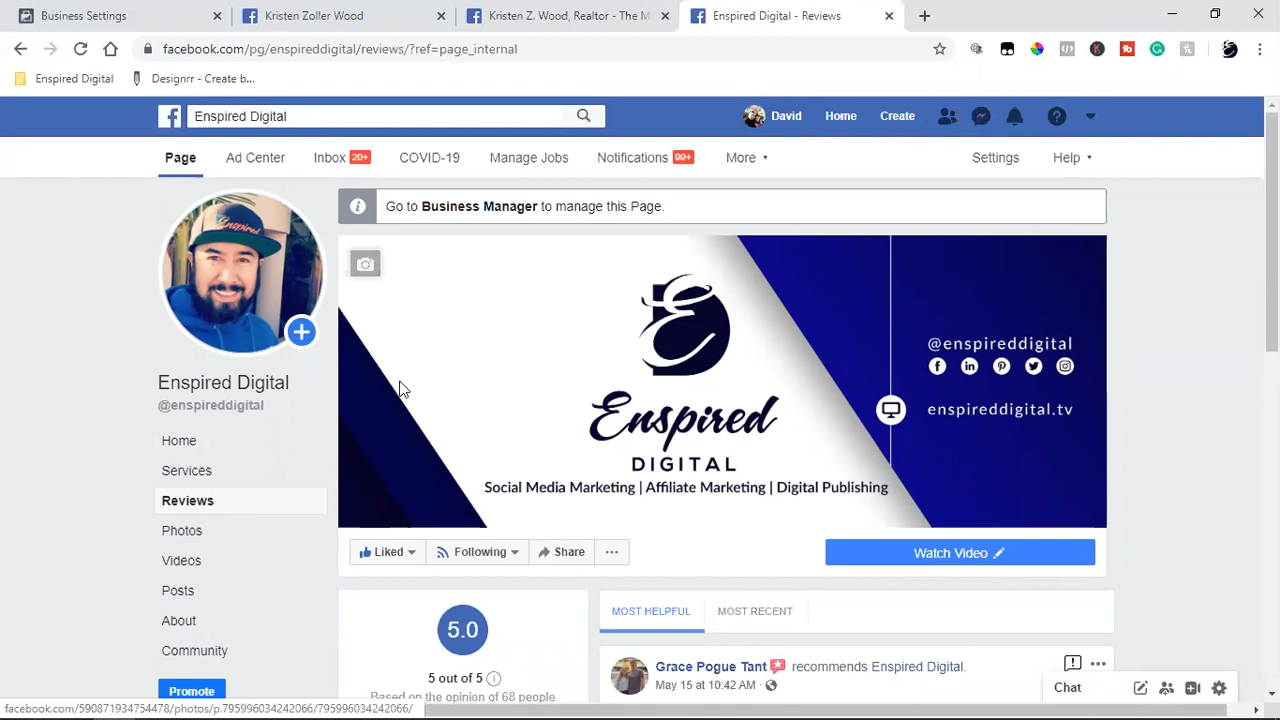 Business Settings
Kristen Zoller Wood
Kristen Z. Wood, Realtor - The M
Enspired Digital - Reviews
facebook.com/pg/enspireddigital/reviews/?ref=page_internal
Enspired Digital
Designrr - Create b...
Enspired Digital
David
Home
Create
Page
Ad Center
Inbox 20+
COVID-19
Manage Jobs
Notifications 99+
More
Settings
Help
Go to Business Manager to manage this Page.
E
@enspireddigital
enspireddigital.tv
Enspired
DIGITAL
Social Media Marketing | Affiliate Marketing | Digital Publishing
Enspired Digital
@enspireddigital
Home
Services
Reviews
Photos
Videos
Posts
About
Community
Promote
Liked
Following
Share
Watch Video
5.0
5 out of 5
Based on the opinion of 68 people
MOST HELPFUL
MOST RECENT
Grace Pogue Tant recommends Enspired Digital.
May 15 at 10:42 AM
Chat
facebook.com/590871934754478/photos/p.795996034242066/795996034242066/